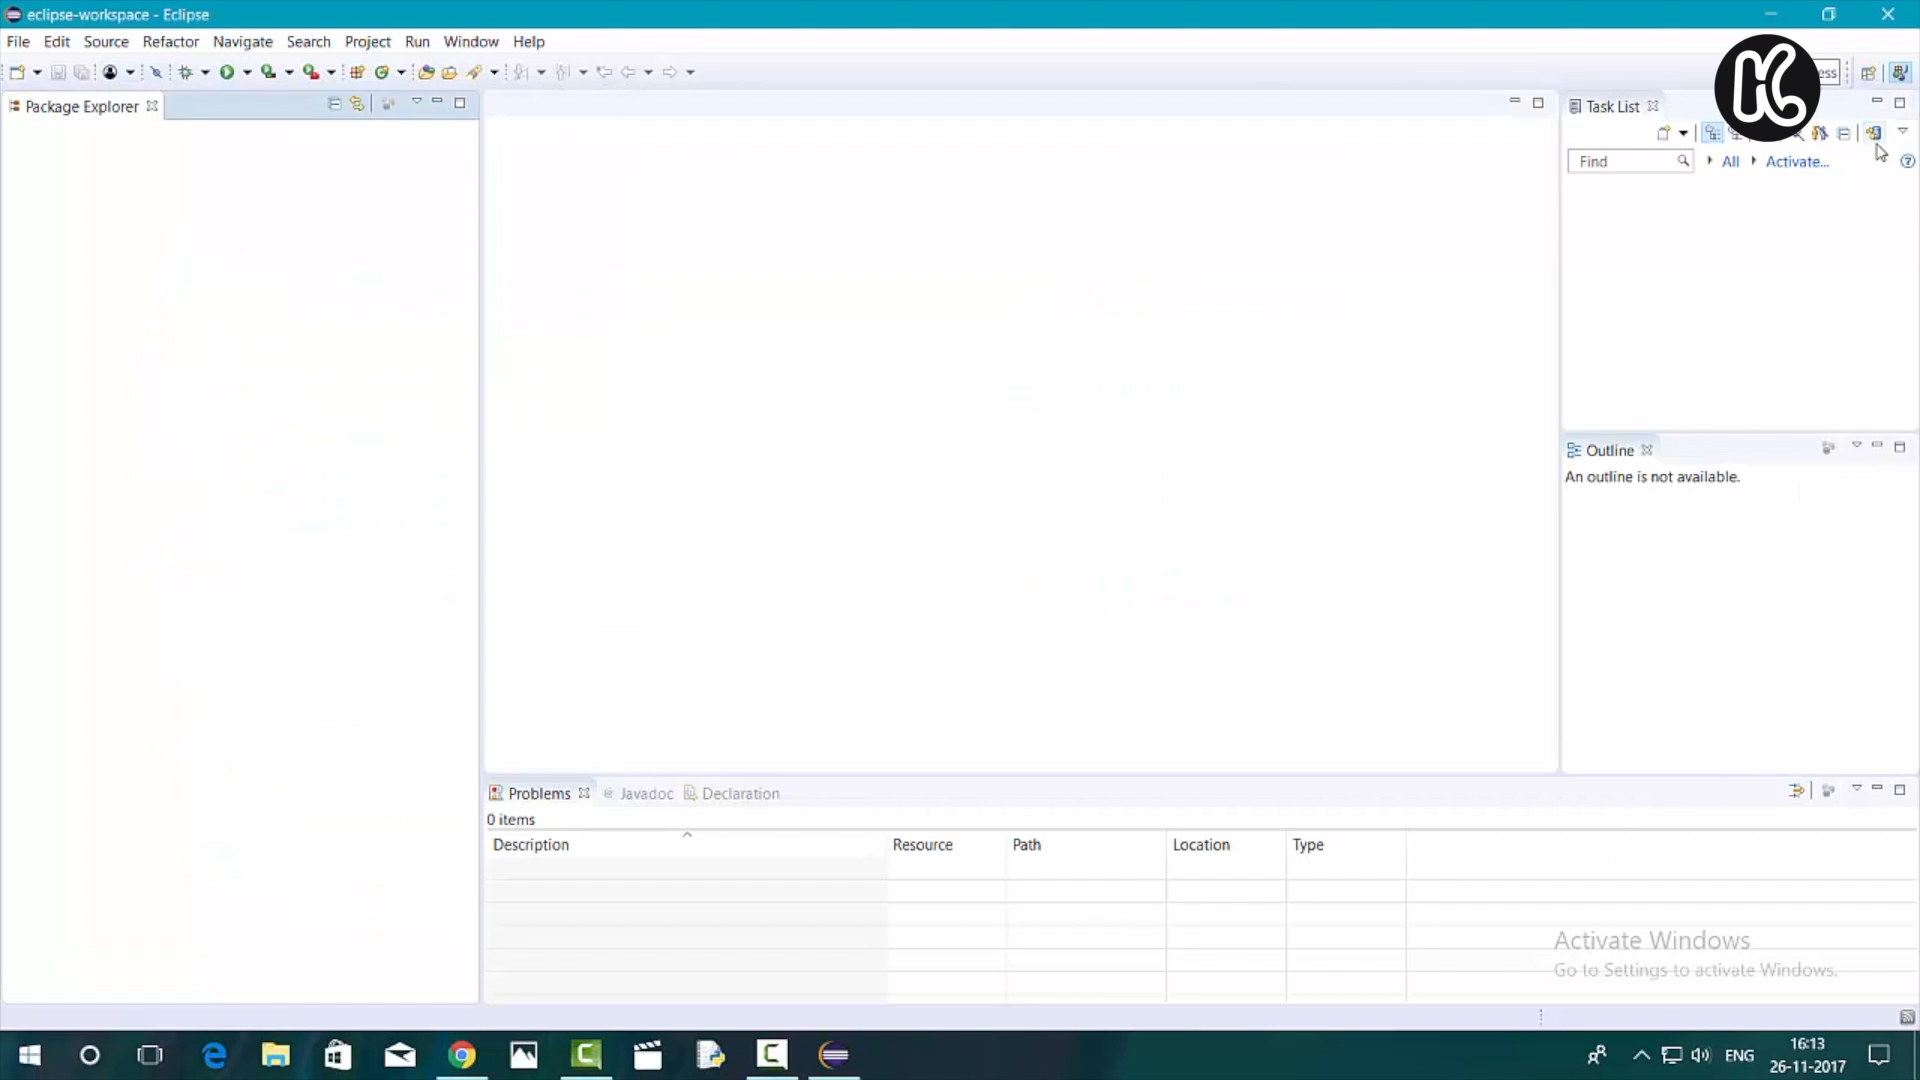 eclipse-workspace - Eclipse
File Edit Source Refactor Navigate Search Project Run Window Help
ess
Package Explorer
Task List
Find All Activate...
Outline
An outline is not available.
Problems Javadoc Declaration
0 items
Description Resource Path Location Type
Activate Windows
Go to Settings to activate Windows.
ENG
16:13
26-11-2017